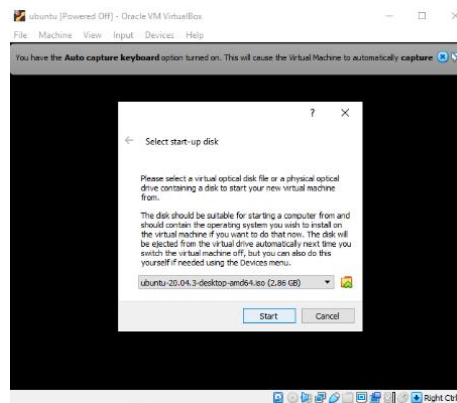 ubuntu [Powered Off] - Oracle VM VirtualBox
File Machine View Input Devices Help
You have the Auto capture keyboard option turned on. This will cause the Virtual Machine to automatically capture
Select start-up disk
Please select a virtual optical disk file or a physical optical
drive containing a disk to start your new virtual machine
from.
The disk should be suitable for starting a computer from and
should contain the operating system you wish to install on
the virtual machine if you want to do that now. The disk will
be ejected from the virtual drive automatically next time you
switch the virtual machine off, but you can also do this
yourself if needed using the Devices menu.
ubuntu-20.04.3-desktop-amd64.iso (2.86 GB)
Start Cancel
Right Ctrl